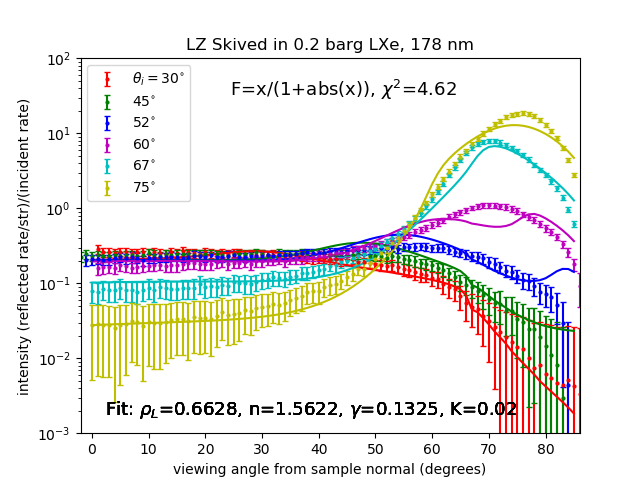 LZ Skived in 0.2 barg LXe, 178 nm
F=x/(1+abs(x)), χ²=4.62
θᵢ = 30°
45°
52°
60°
67°
75°
intensity (reflected rate/str)/(incident rate)
10²
10¹
10⁰
10⁻¹
10⁻²
10⁻³
Fit: ρ_L=0.6628, n=1.5622, γ=0.1325, K=0.02
0 10 20 30 40 50 60 70 80
viewing angle from sample normal (degrees)